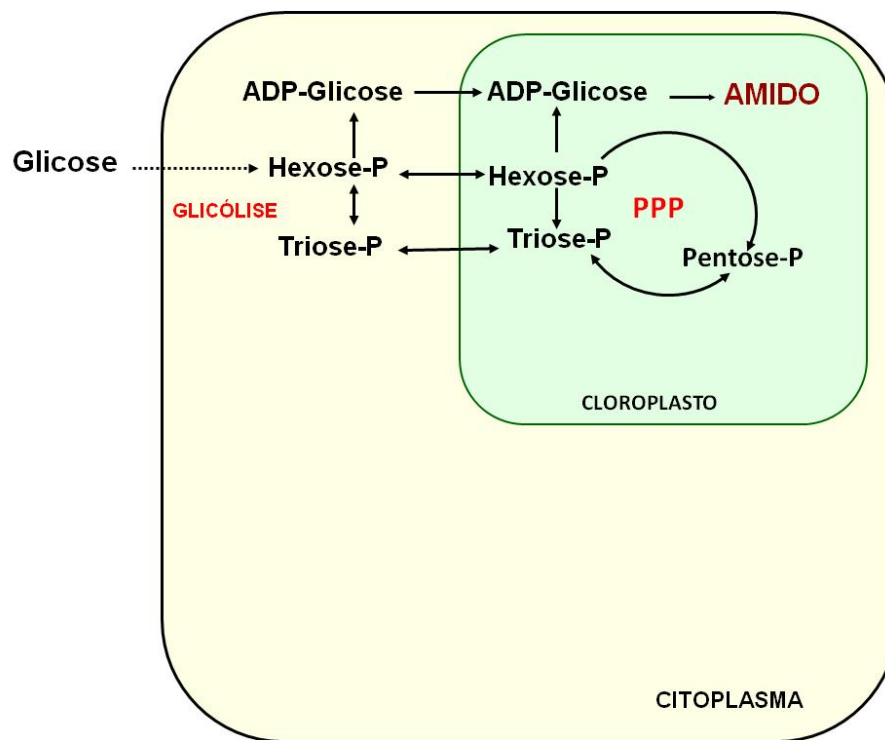 ADP-Glicose
ADP-Glicose
AMIDO
Glicose
Hexose-P
Hexose-P
GLICÓLISE
PPP
Triose-P
Triose-P
Pentose-P
CLOROPLASTO
CITOPLASMA